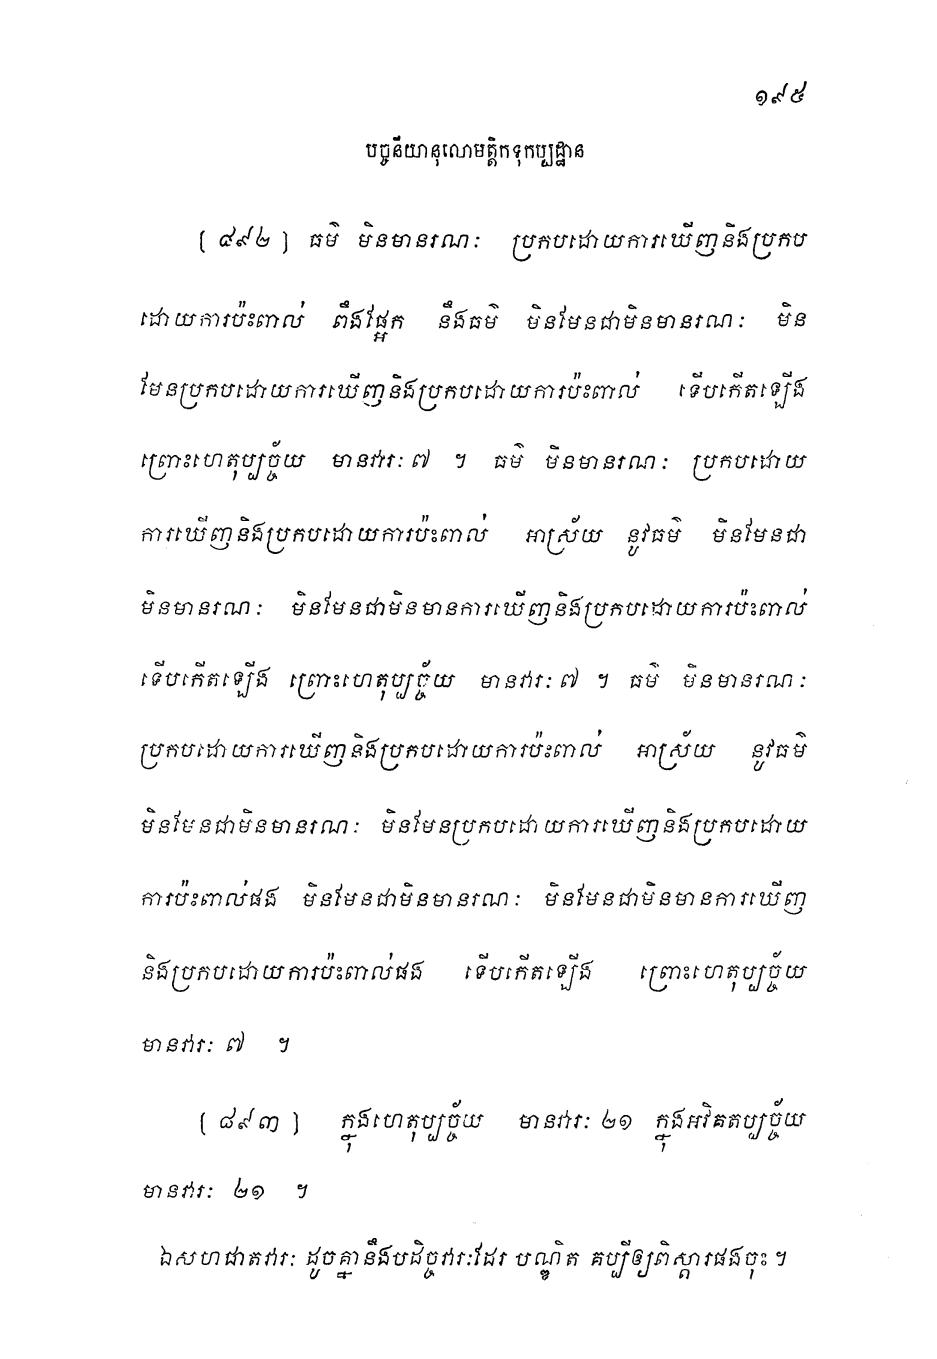 ១៩៥
បច្ចនីយានុលោមត្តិកទុកប្បដ្ឋាន
[ ៤៩២ ] ធម៌ មិនមានរណៈ ប្រកបដោយការឃើញនិងប្រកប
ដោយការប៉ះពាល់ ពឹងផ្អែក នឹងធម៌ មិនមែនជាមិនមានរណៈ មិន
មែនប្រកបដោយការឃើញនិងប្រកបដោយការប៉ះពាល់ ទើបកើតឡើង
ព្រោះហេតុប្បច្ច័យ មានវារៈ ៧ ។ ធម៌ មិនមានរណៈ ប្រកបដោយ
ការឃើញនិងប្រកបដោយការប៉ះពាល់ អាស្រ័យ នូវធម៌ មិនមែនជា
មិនមានរណៈ មិនមែនជាមិនមានការឃើញនិងប្រកបដោយការប៉ះពាល់
ទើបកើតឡើង ព្រោះហេតុប្បច្ច័យ មានវារៈ ៧ ។ ធម៌ មិនមានរណៈ
ប្រកបដោយការឃើញនិងប្រកបដោយការប៉ះពាល់ អាស្រ័យ នូវធម៌
មិនមែនជាមិនមានរណៈ មិនមែនប្រកបដោយការឃើញនិងប្រកបដោយ
ការប៉ះពាល់ផង មិនមែនជាមិនមានរណៈ មិនមែនជាមិនមានការឃើញ
និងប្រកបដោយការប៉ះពាល់ផង ទើបកើតឡើង ព្រោះហេតុប្បច្ច័យ
មានវារៈ ៧ ។
[ ៨៩៣ ] ក្នុងហេតុប្បច្ច័យ មានវារៈ ២១ ក្នុងអវិគតប្បច្ច័យ
មានវារៈ ២១ ។
ឯសហជាតវារៈ ដូចគ្នានឹងបដិច្ចវារៈដែរ បណ្ឌិត គប្បីឲ្យពិស្ដារផងចុះ ។